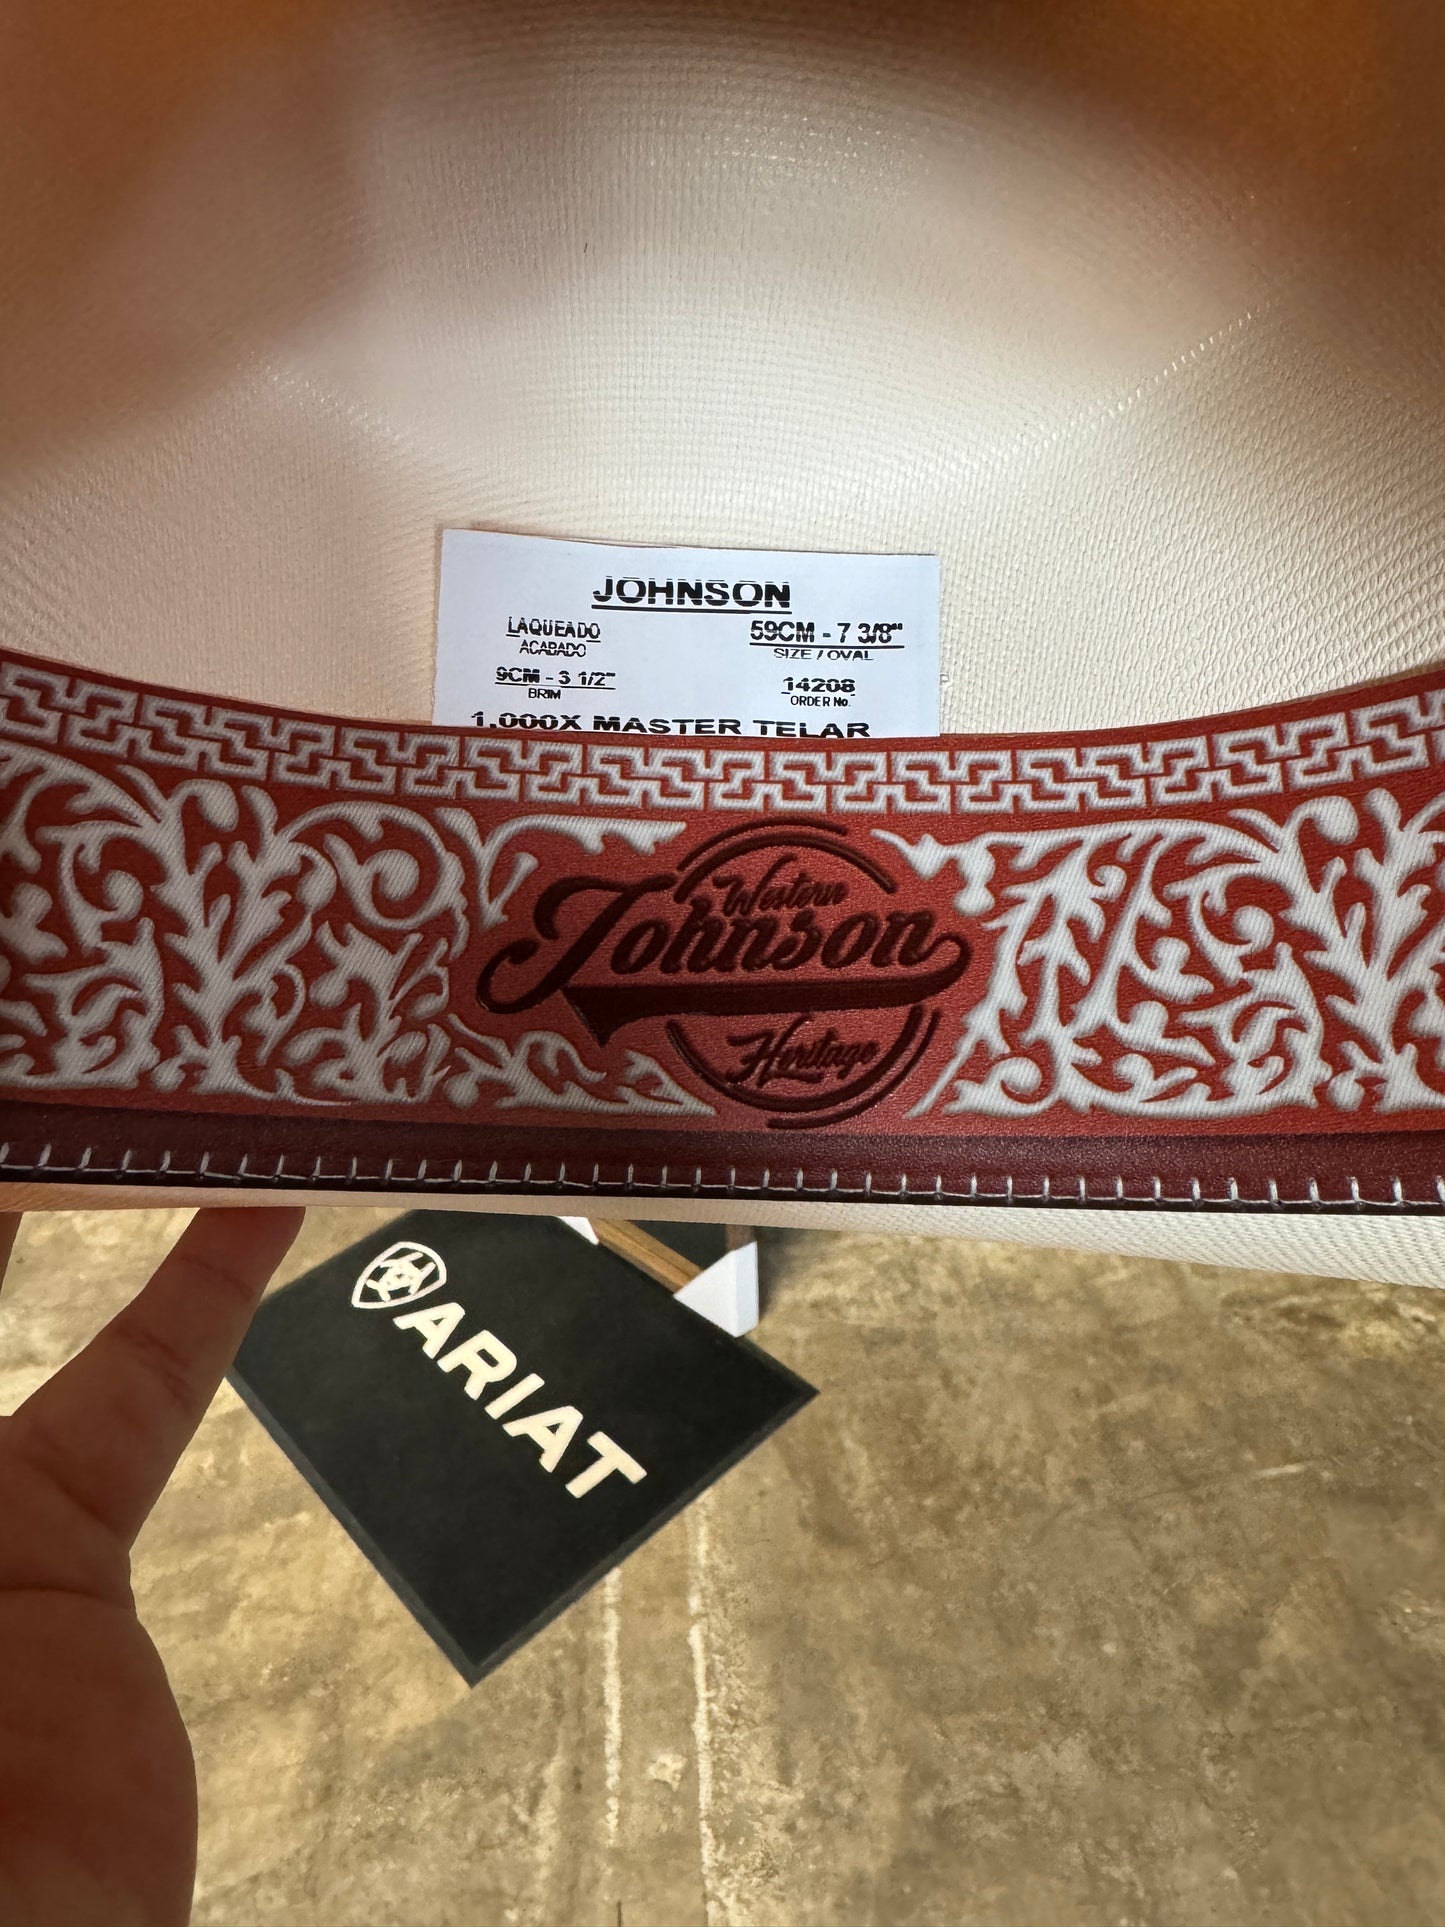 JOHNSON
LAQUEADO
ACABADO
59CM - 7 3/8"
SIZE / OVAL
9CM - 3 1/2"
BRIM
14208
ORDER No.
1,000X MASTER TELAR
Western
Johnson
Heritage
ARIAT